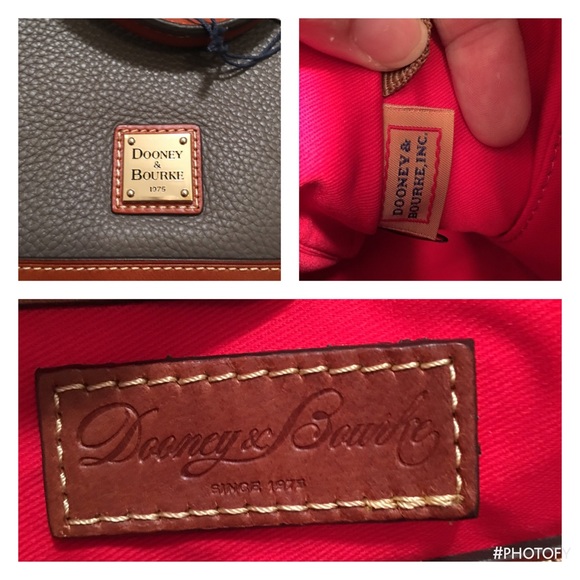 DOONEY
&
BOURKE
1975
DOONEY &
BOURKE, INC.
Dooney & Bourke
SINCE 1975
#PHOTOFY